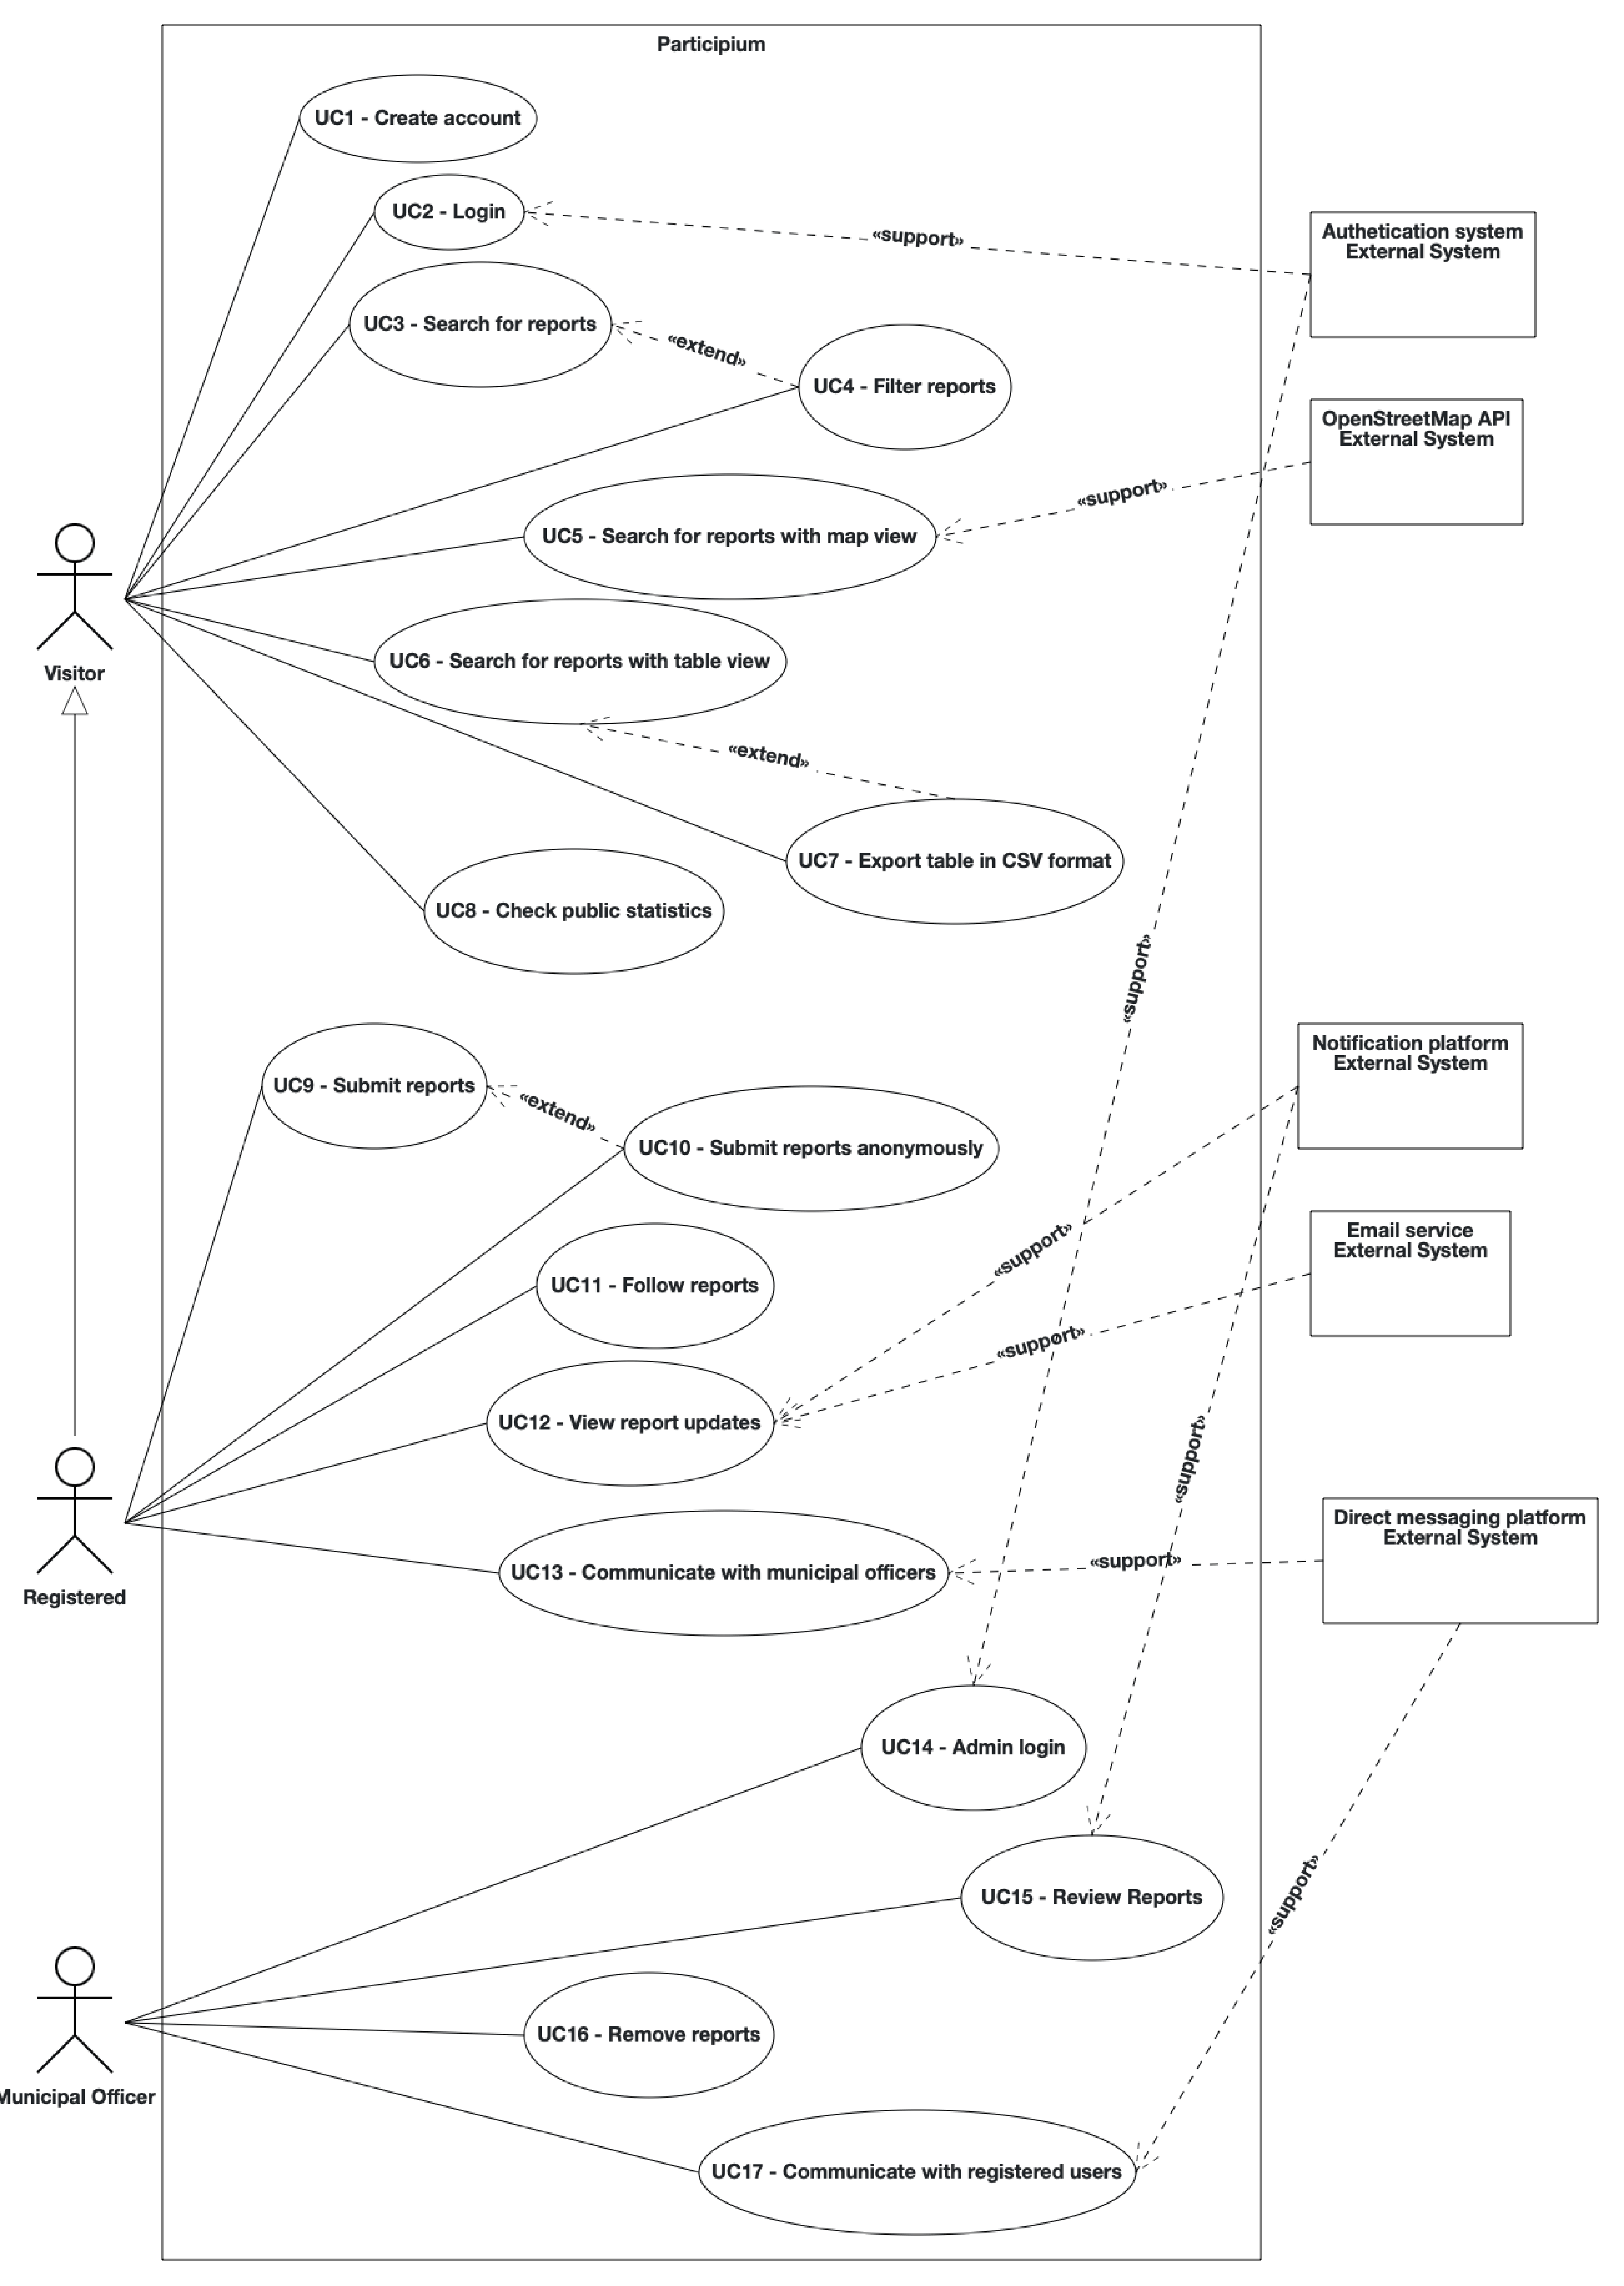 Participium
UC1 - Create account
UC2 - Login
«support»
Authetication system
External System
UC3 - Search for reports
«extend»
UC4 - Filter reports
OpenStreetMap API
External System
«support»
UC5 - Search for reports with map view
Visitor
UC6 - Search for reports with table view
«extend»
UC7 - Export table in CSV format
UC8 - Check public statistics
«support»
Notification platform
External System
UC9 - Submit reports
«extend»
UC10 - Submit reports anonymously
«support»
Email service
External System
UC11 - Follow reports
«support»
UC12 - View report updates
«support»
Registered
Direct messaging platform
External System
«support»
UC13 - Communicate with municipal officers
UC14 - Admin login
UC15 - Review Reports
«support»
UC16 - Remove reports
Municipal Officer
UC17 - Communicate with registered users